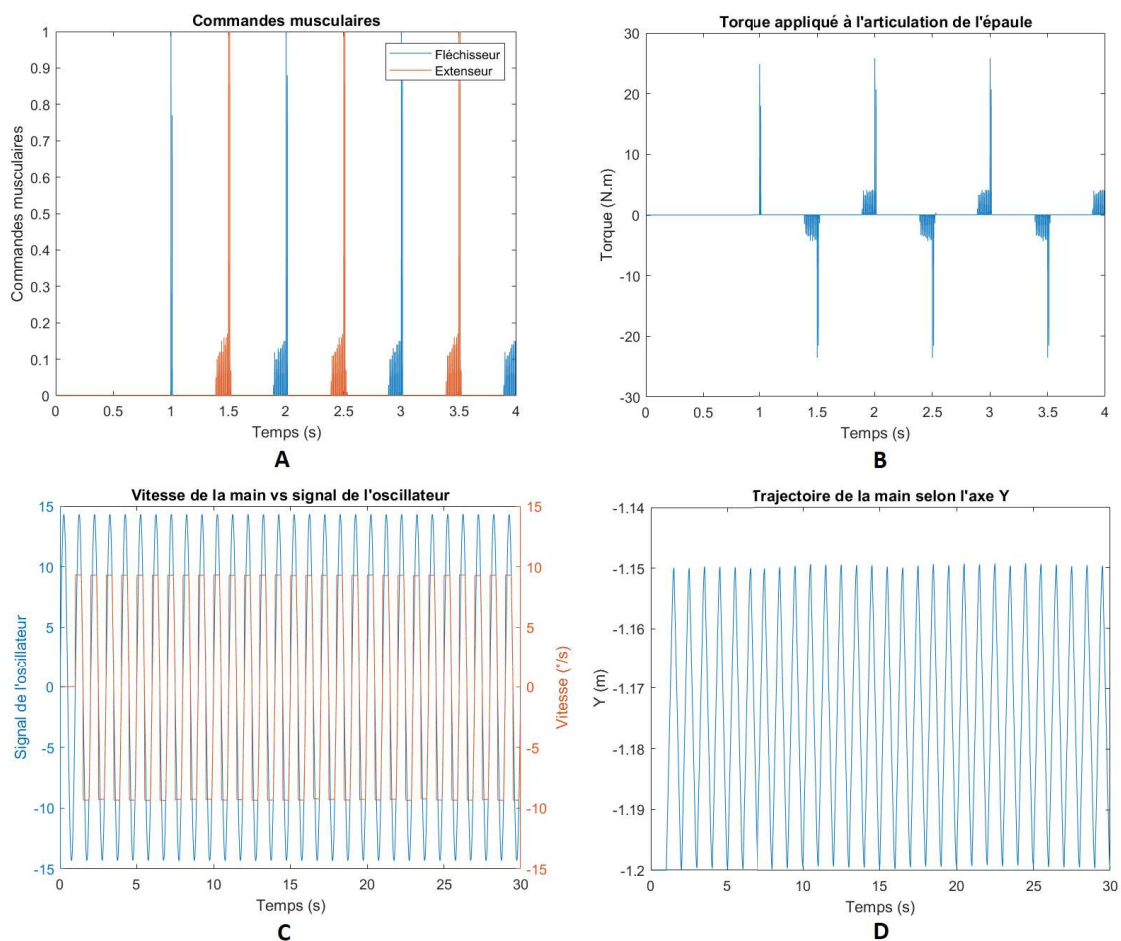 Commandes musculaires
Commandes musculaires
1
0.9
0.8
0.7
0.6
0.5
0.4
0.3
0.2
0.1
0
Fléchisseur
Extenseur
0 0.5 1 1.5 2 2.5 3 3.5 4
Temps (s)
A
Torque appliqué à l'articulation de l'épaule
Torque (N.m)
30
20
10
0
-10
-20
-30
0 0.5 1 1.5 2 2.5 3 3.5 4
Temps (s)
B
Vitesse de la main vs signal de l'oscillateur
Signal de l'oscillateur
15
10
5
0
-5
-10
-15
15
10
5
0
-5
-10
-15
Vitesse (°/s)
0 5 10 15 20 25 30
Temps (s)
C
Trajectoire de la main selon l'axe Y
Y (m)
-1.14
-1.15
-1.16
-1.17
-1.18
-1.19
-1.2
0 5 10 15 20 25 30
Temps (s)
D